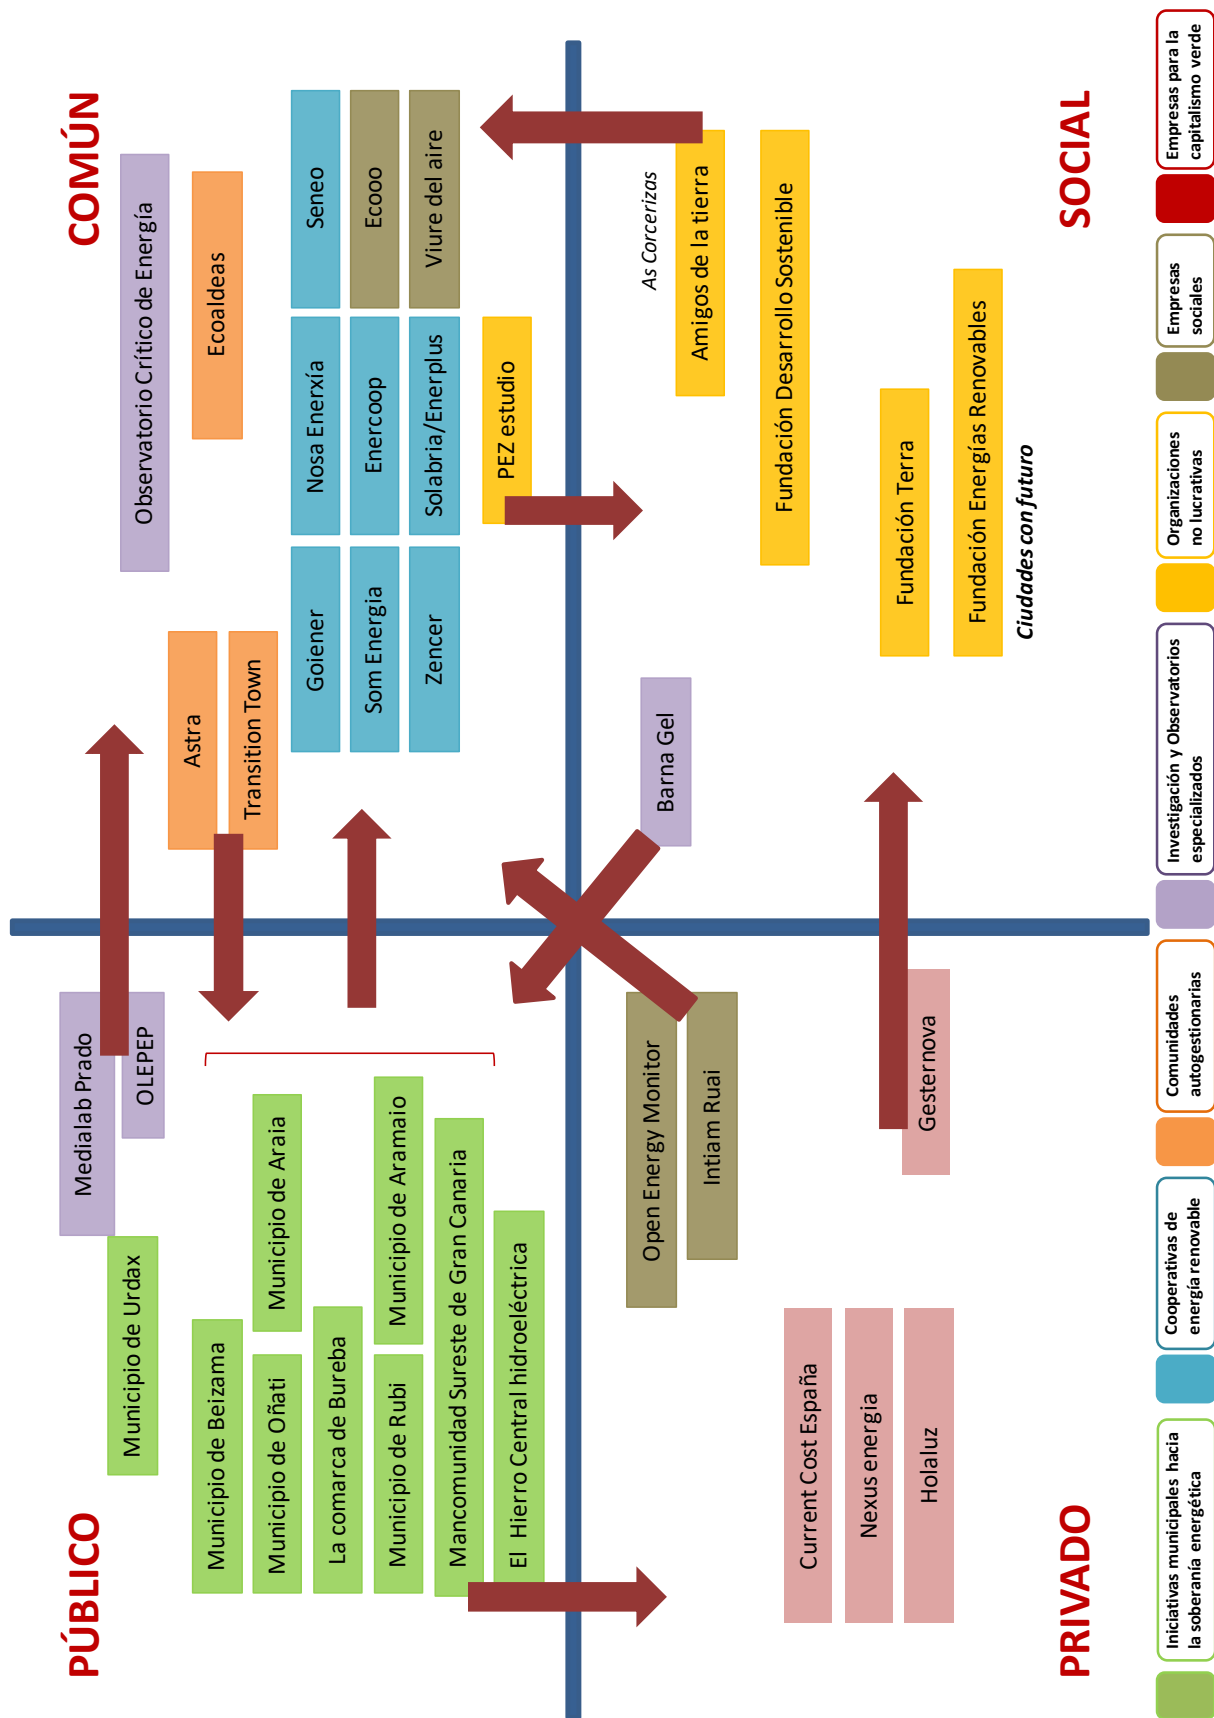 PÚBLICO
COMÚN
Medialab Prado
OLEPEP
Municipio de Urdax
Municipio de Beizama
Municipio de Oñati
Municipio de Araia
La comarca de Bureba
Municipio de Rubi
Municipio de Aramaio
Mancomunidad Sureste de Gran Canaria
El Hierro Central hidroeléctrica
Observatorio Crítico de Energía
Astra
Transition Town
Ecoaldeas
Goiener
Nosa Enerxía
Seneo
Som Energia
Enercoop
Ecooo
Zencer
Solabria/Enerplus
Viure del aire
PEZ estudio
Open Energy Monitor
Intiam Ruai
Current Cost España
Nexus energia
Holaluz
Gesternova
PRIVADO
Barna Gel
As Corcerizas
Amigos de la tierra
Fundación Desarrollo Sostenible
Fundación Terra
Fundación Energías Renovables
Ciudades con futuro
SOCIAL
Iniciativas municipales hacia
la soberanía energética
Cooperativas de
energía renovable
Comunidades
autogestionarias
Investigación y Observatorios
especializados
Organizaciones
no lucrativas
Empresas
sociales
Empresas para la
capitalismo verde